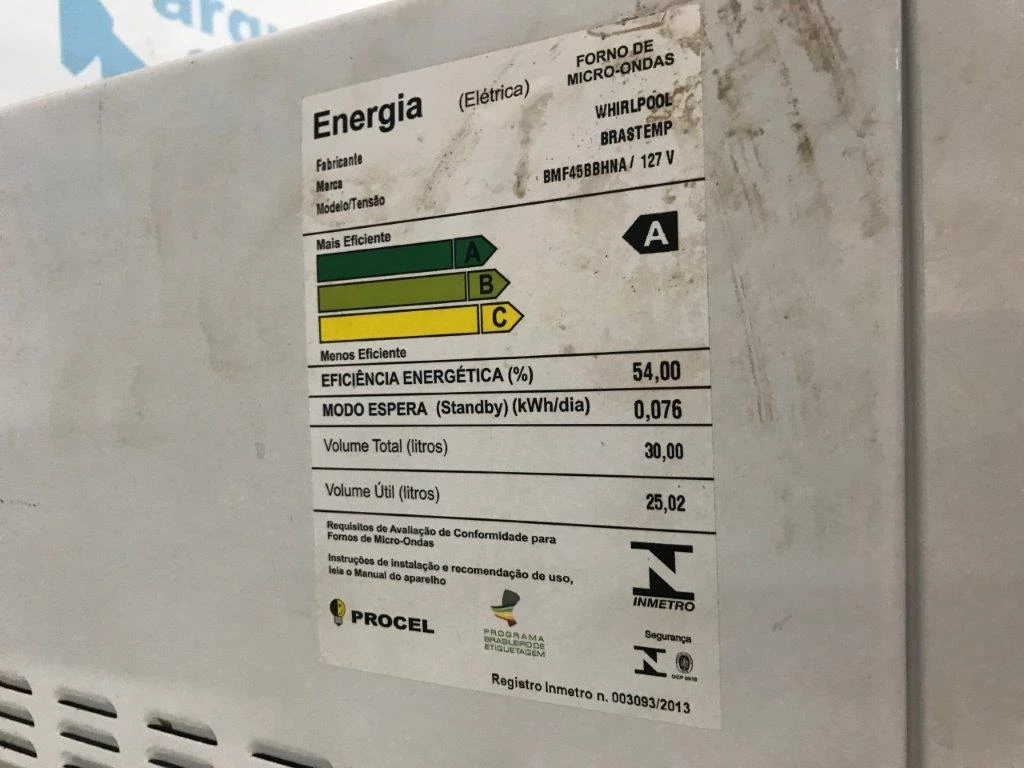 Energia (Elétrica)
FORNO DE
MICRO-ONDAS
Fabricante WHIRLPOOL
Marca BRASTEMP
Modelo/Tensão BMF45BBHNA / 127 V
Mais Eficiente
A
A
B
C
Menos Eficiente
EFICIÊNCIA ENERGÉTICA (%) 54,00
MODO ESPERA (Standby) (kWh/dia) 0,076
Volume Total (litros) 30,00
Volume Útil (litros) 25,02
Requisitos de Avaliação de Conformidade para
Fornos de Micro-Ondas
Instruções de instalação e recomendação de uso,
leia o Manual do aparelho
INMETRO
PROCEL
PROGRAMA
BRASILEIRO DE
ETIQUETAGEM
Segurança
OCP 0018
Registro Inmetro n. 003093/2013